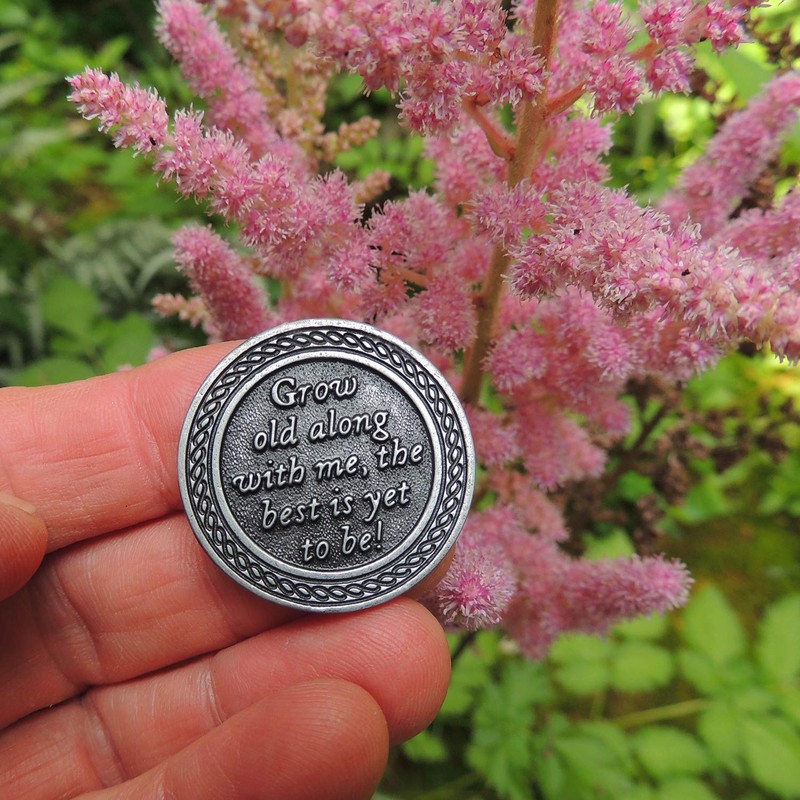 Grow
old along
with me, the
best is yet
to be!